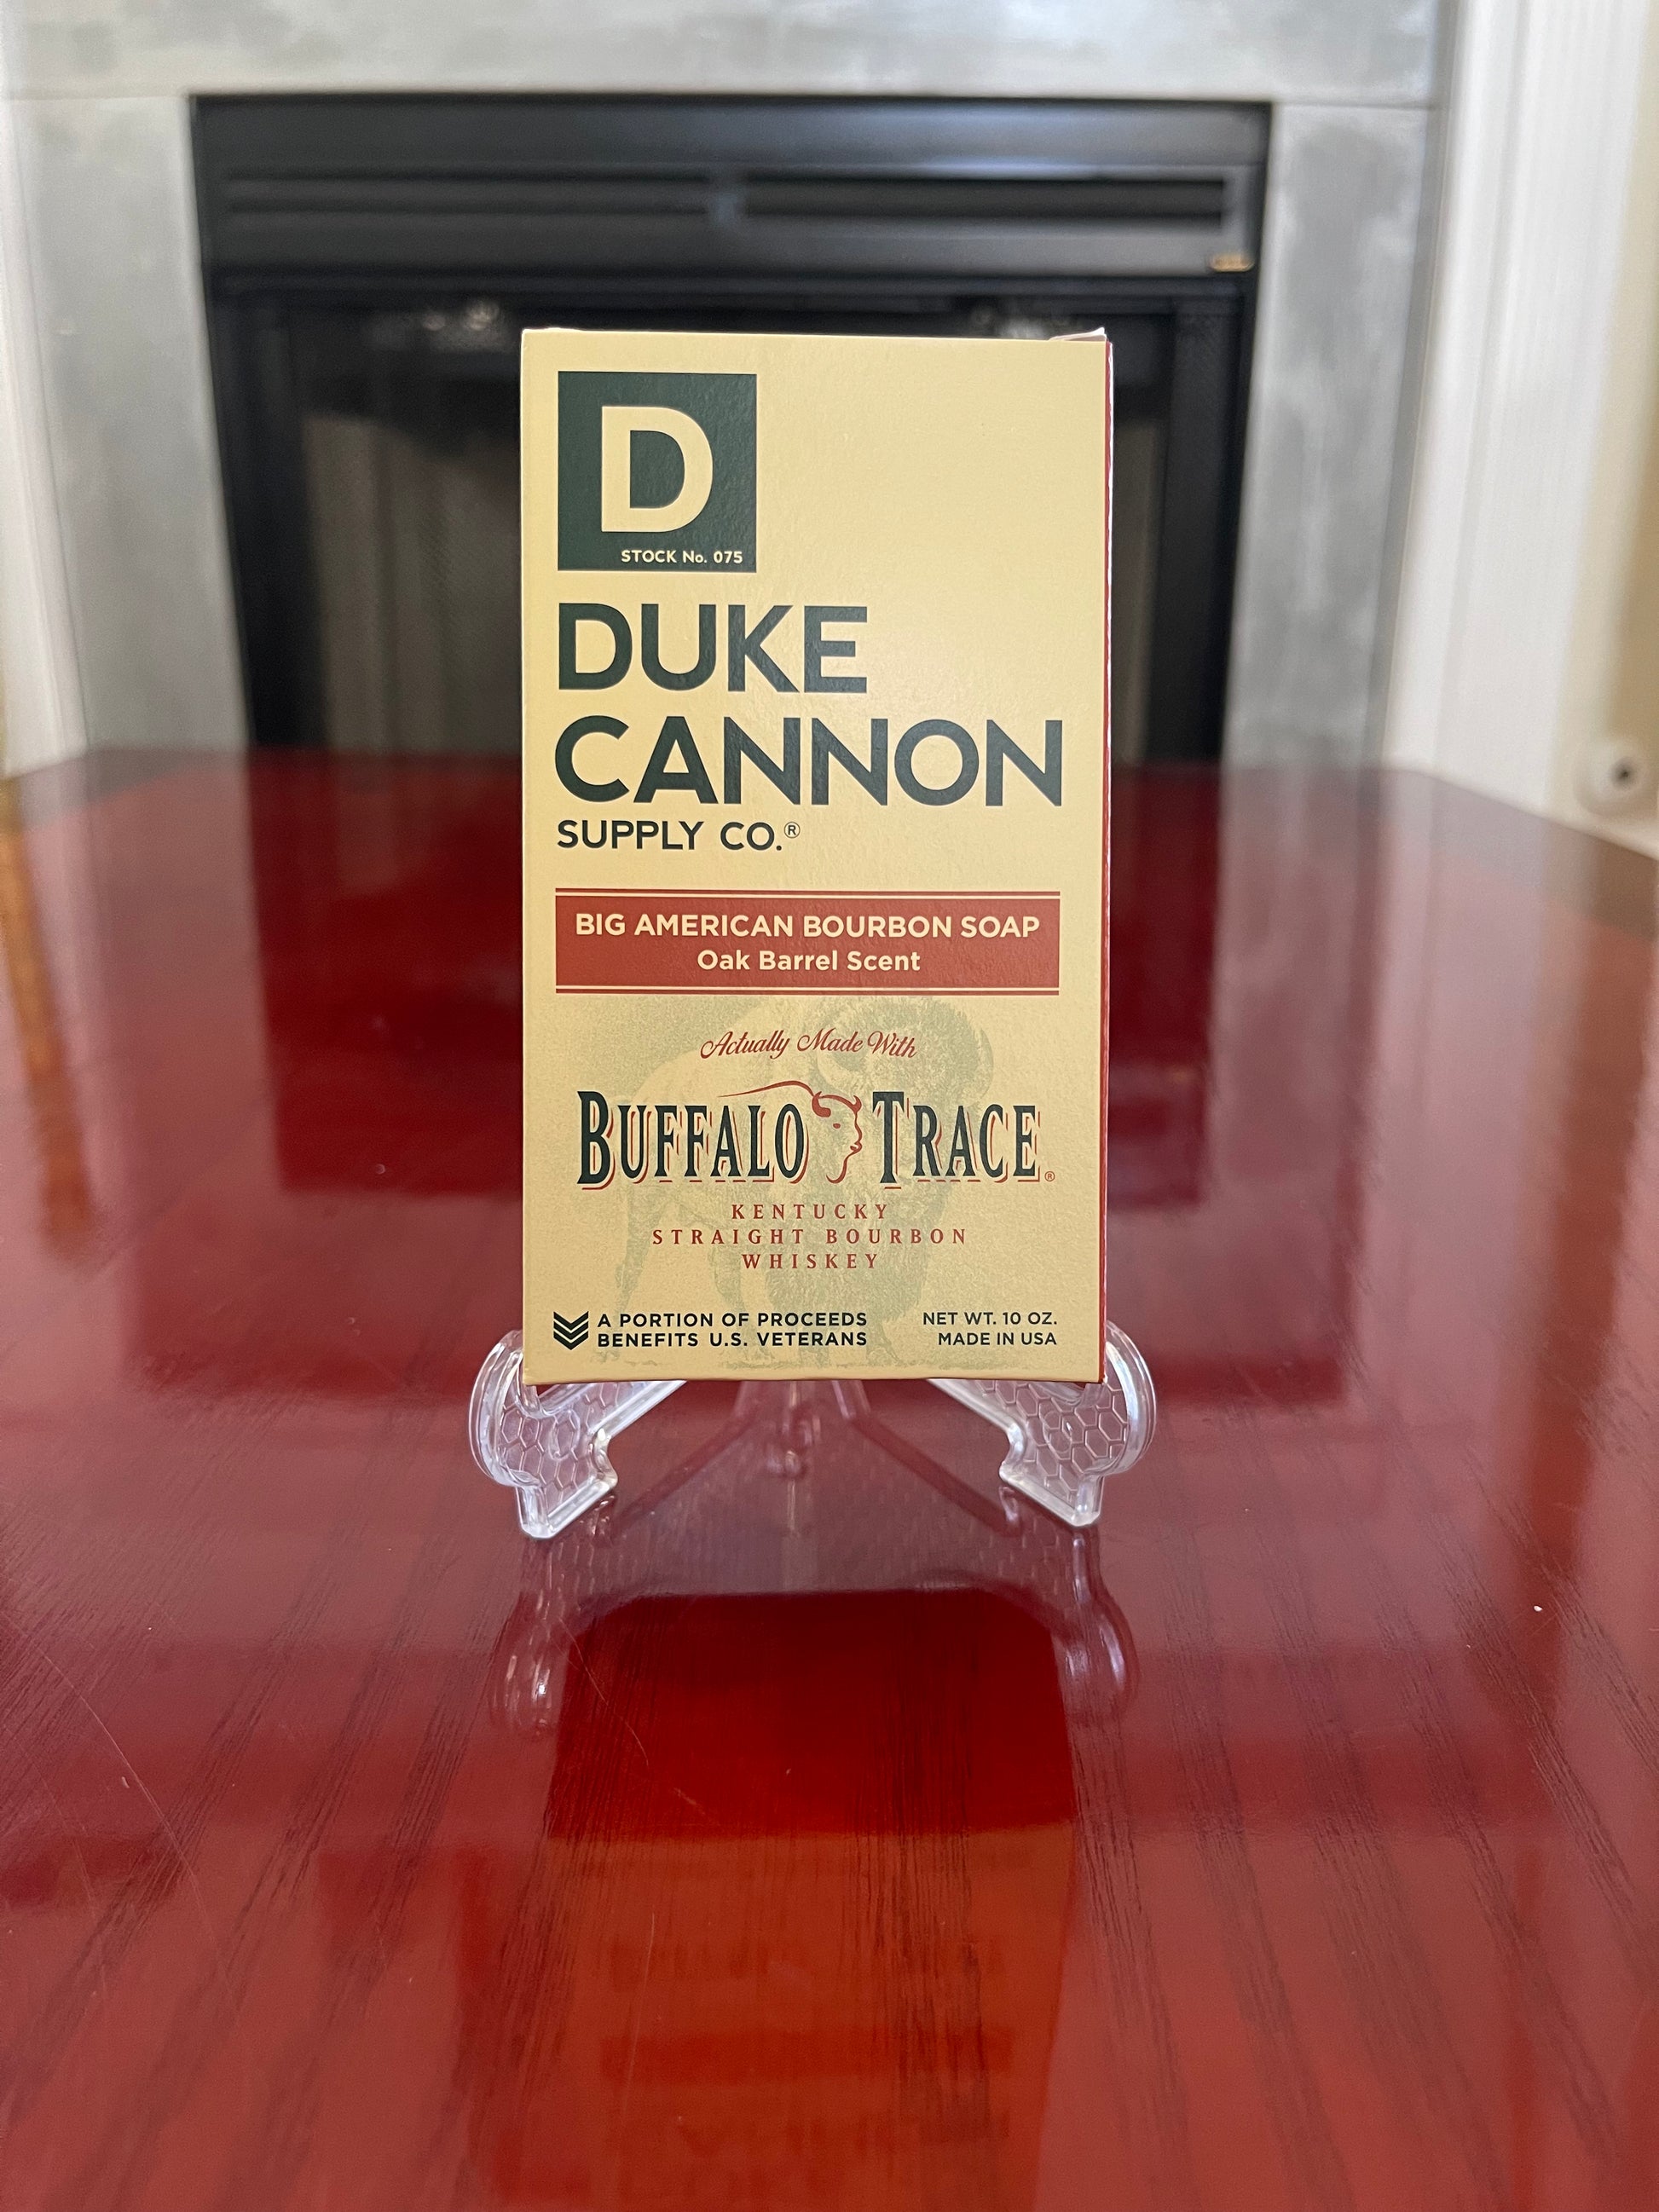 D
STOCK No. 075
DUKE
CANNON
SUPPLY CO.®
BIG AMERICAN BOURBON SOAP
Oak Barrel Scent
Actually Made With
BUFFALO TRACE®
KENTUCKY
STRAIGHT BOURBON
WHISKEY
A PORTION OF PROCEEDS
BENEFITS U.S. VETERANS
NET WT. 10 OZ.
MADE IN USA